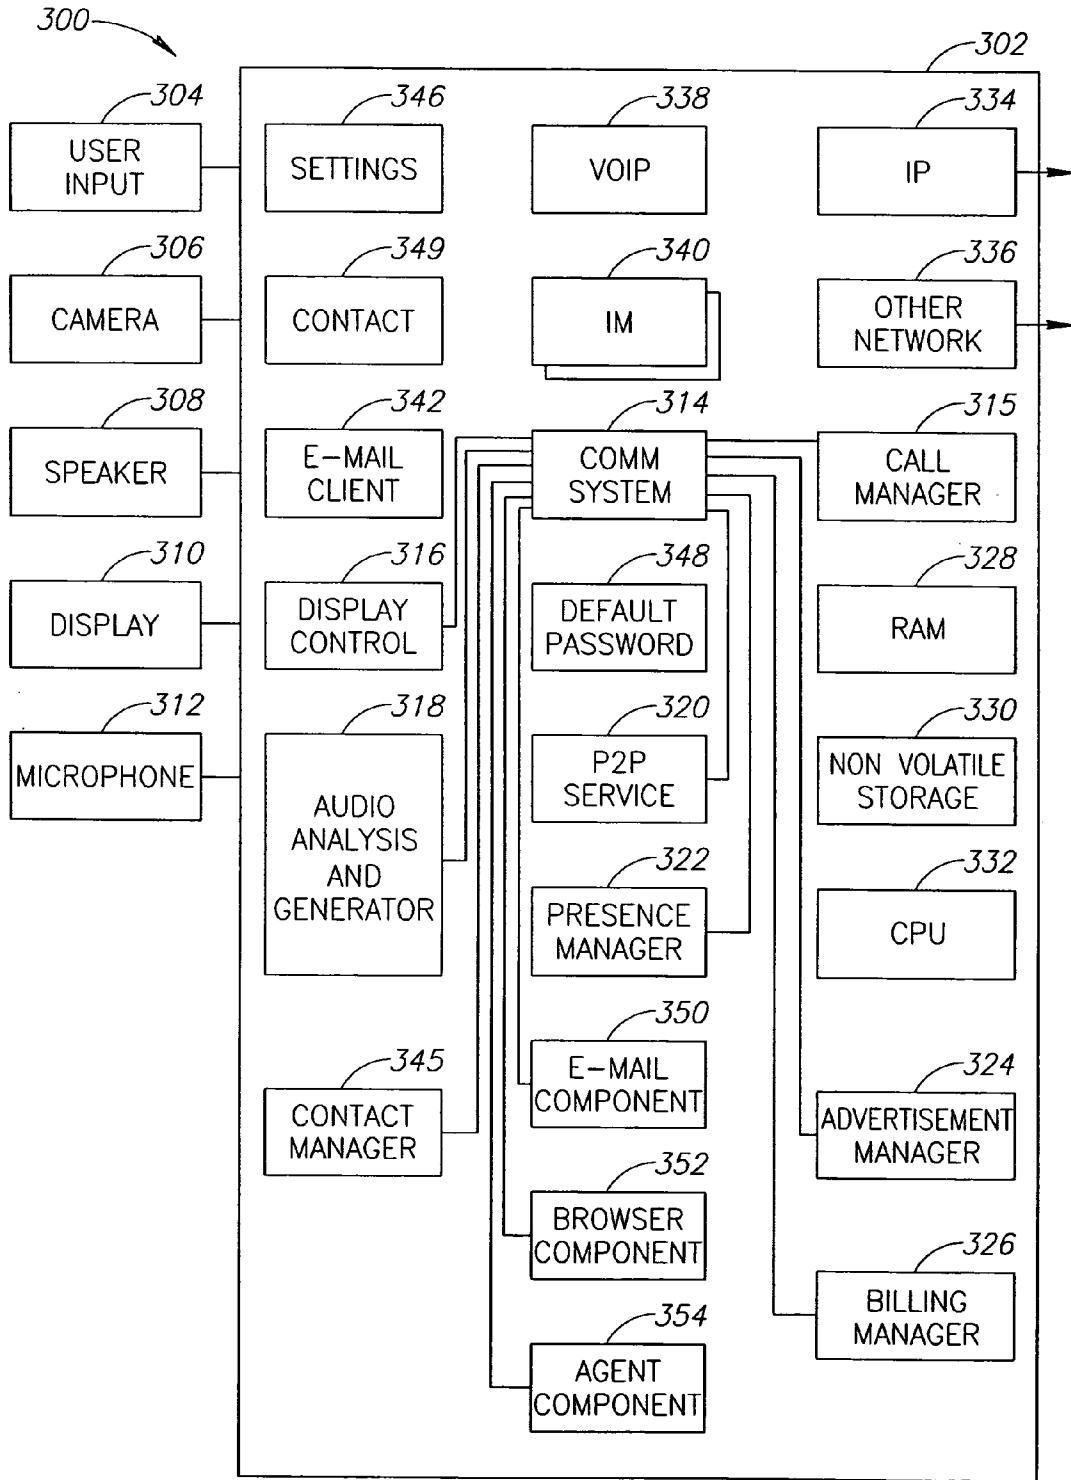 300
302
304
USER
INPUT
346
SETTINGS
338
VOIP
334
IP
306
CAMERA
349
CONTACT
340
IM
336
OTHER
NETWORK
308
SPEAKER
342
E-MAIL
CLIENT
314
COMM
SYSTEM
315
CALL
MANAGER
310
DISPLAY
316
DISPLAY
CONTROL
348
DEFAULT
PASSWORD
328
RAM
312
MICROPHONE
318
AUDIO
ANALYSIS
AND
GENERATOR
320
P2P
SERVICE
330
NON VOLATILE
STORAGE
322
PRESENCE
MANAGER
332
CPU
345
CONTACT
MANAGER
350
E-MAIL
COMPONENT
324
ADVERTISEMENT
MANAGER
352
BROWSER
COMPONENT
326
BILLING
MANAGER
354
AGENT
COMPONENT